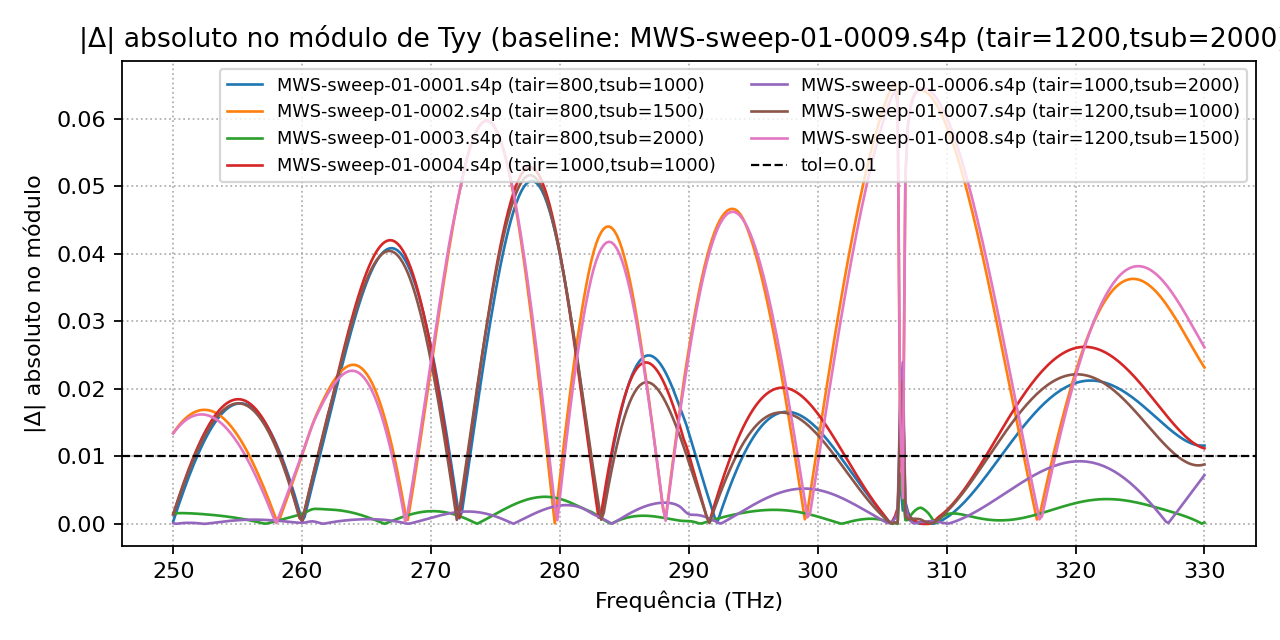 |Δ| absoluto no módulo de Tyy (baseline: MWS-sweep-01-0009.s4p (tair=1200,tsub=2000)
MWS-sweep-01-0001.s4p (tair=800,tsub=1000)
MWS-sweep-01-0002.s4p (tair=800,tsub=1500)
MWS-sweep-01-0003.s4p (tair=800,tsub=2000)
MWS-sweep-01-0004.s4p (tair=1000,tsub=1000)
MWS-sweep-01-0006.s4p (tair=1000,tsub=2000)
MWS-sweep-01-0007.s4p (tair=1200,tsub=1000)
MWS-sweep-01-0008.s4p (tair=1200,tsub=1500)
tol=0.01
|Δ| absoluto no módulo
0.06
0.05
0.04
0.03
0.02
0.01
0.00
250 260 270 280 290 300 310 320 330
Frequência (THz)